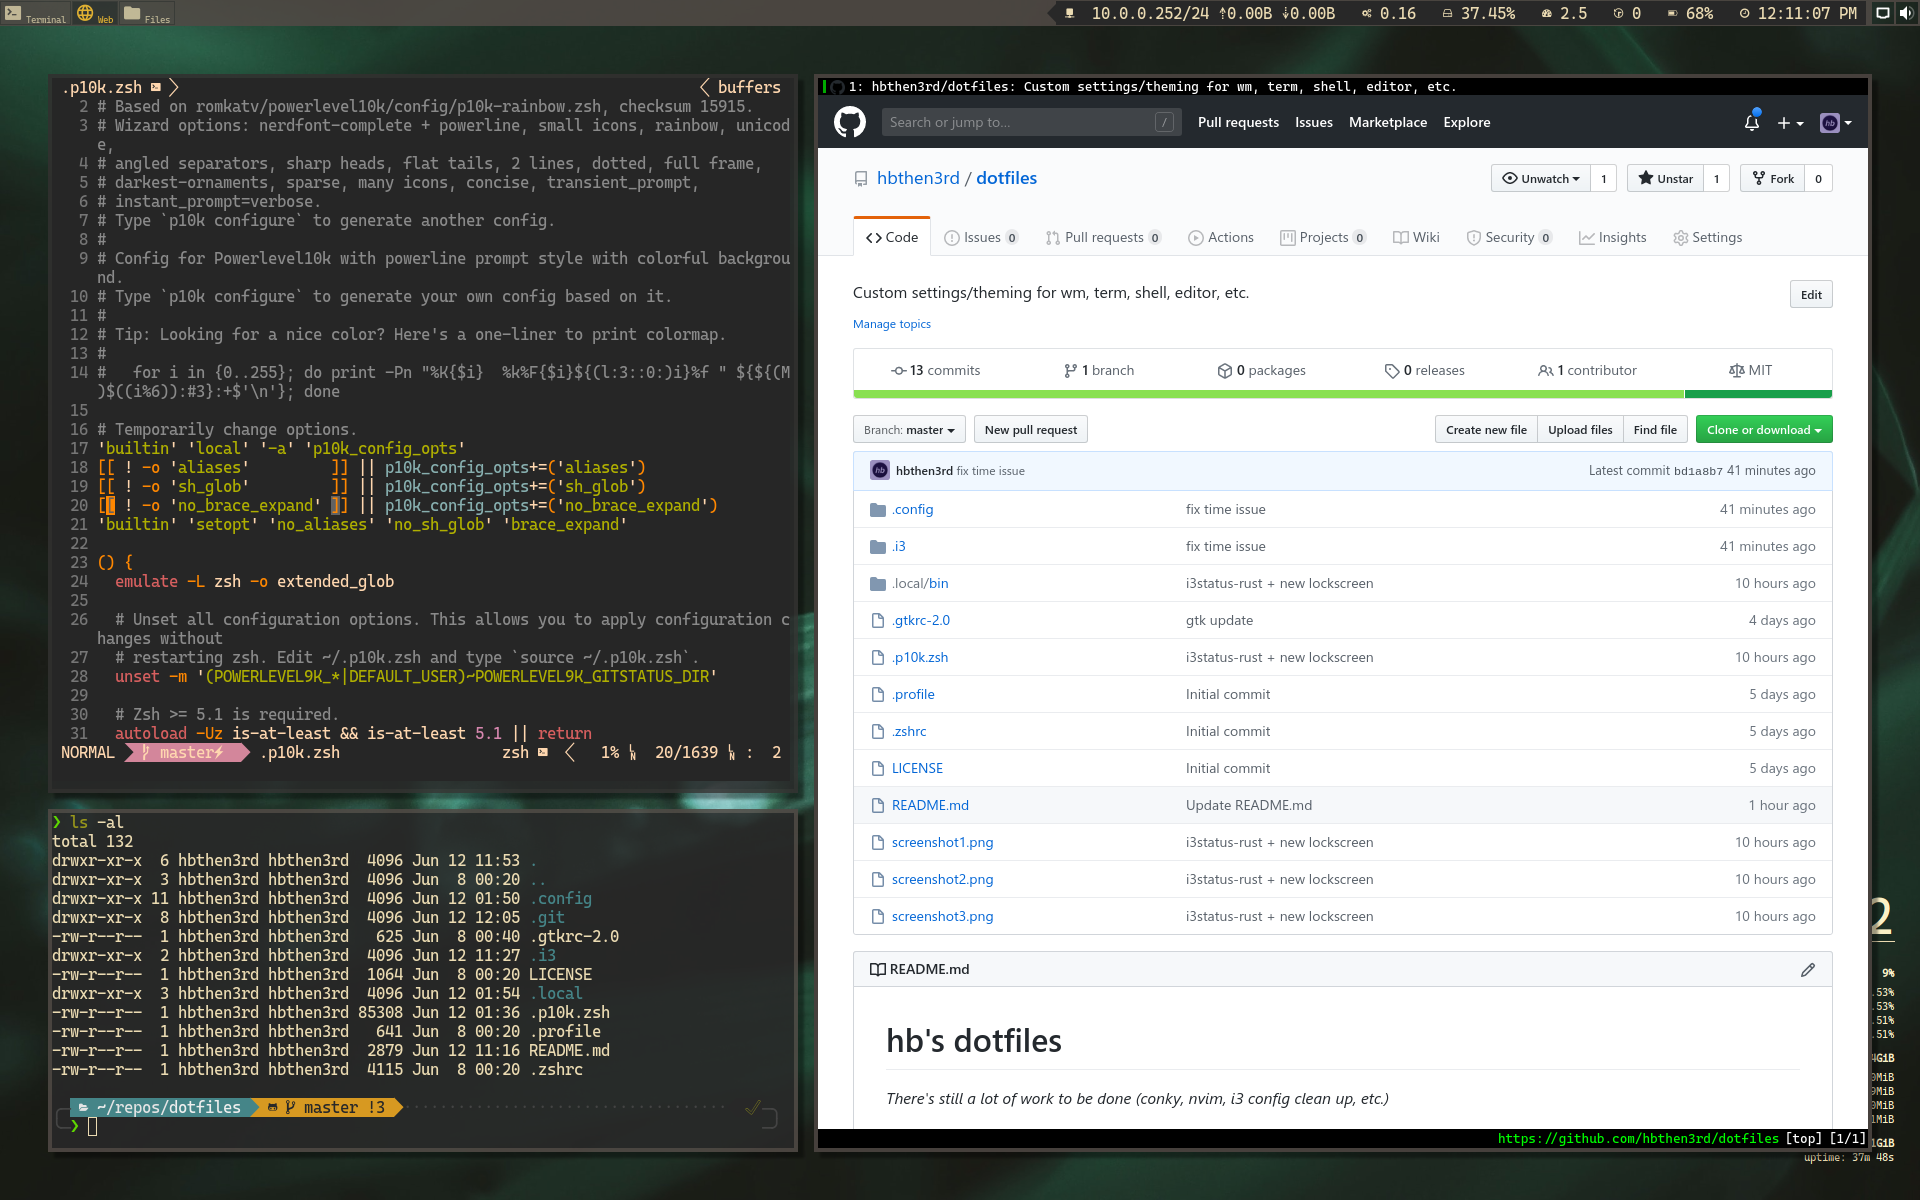 Terminal Web Files
10.0.0.252/24 ⇡0.00B ⇣0.00B 0.16 37.45% 2.5 0 68% 12:11:07 PM
.p10k.zsh buffers
2 # Based on romkatv/powerlevel10k/config/p10k-rainbow.zsh, checksum 15915.
3 # Wizard options: nerdfont-complete + powerline, small icons, rainbow, unicod
e,
4 # angled separators, sharp heads, flat tails, 2 lines, dotted, full frame,
5 # darkest-ornaments, sparse, many icons, concise, transient_prompt,
6 # instant_prompt=verbose.
7 # Type `p10k configure` to generate another config.
8 #
9 # Config for Powerlevel10k with powerline prompt style with colorful backgrou
nd.
10 # Type `p10k configure` to generate your own config based on it.
11 #
12 # Tip: Looking for a nice color? Here's a one-liner to print colormap.
13 #
14 #   for i in {0..255}; do print -Pn "%K{$i}  %k%F{$i}${(l:3::0:)i}%f " ${${(M
)$((i%6)):#3}:+$'\n'}; done
15
16 # Temporarily change options.
17 'builtin' 'local' '-a' 'p10k_config_opts'
18 [[ ! -o 'aliases'         ]] || p10k_config_opts+=('aliases')
19 [[ ! -o 'sh_glob'         ]] || p10k_config_opts+=('sh_glob')
20 [[ ! -o 'no_brace_expand' ]] || p10k_config_opts+=('no_brace_expand')
21 'builtin' 'setopt' 'no_aliases' 'no_sh_glob' 'brace_expand'
22
23 () {
24   emulate -L zsh -o extended_glob
25
26   # Unset all configuration options. This allows you to apply configuration c
hanges without
27   # restarting zsh. Edit ~/.p10k.zsh and type `source ~/.p10k.zsh`.
28   unset -m '(POWERLEVEL9K_*|DEFAULT_USER)~POWERLEVEL9K_GITSTATUS_DIR'
29
30   # Zsh >= 5.1 is required.
31   autoload -Uz is-at-least && is-at-least 5.1 || return
NORMAL master⚡ .p10k.zsh zsh 1% 20/1639 : 2
❯ ls -al
total 132
drwxr-xr-x  6 hbthen3rd hbthen3rd  4096 Jun 12 11:53 .
drwxr-xr-x  3 hbthen3rd hbthen3rd  4096 Jun  8 00:20 ..
drwxr-xr-x 11 hbthen3rd hbthen3rd  4096 Jun 12 01:50 .config
drwxr-xr-x  8 hbthen3rd hbthen3rd  4096 Jun 12 12:05 .git
-rw-r--r--  1 hbthen3rd hbthen3rd   625 Jun  8 00:40 .gtkrc-2.0
drwxr-xr-x  2 hbthen3rd hbthen3rd  4096 Jun 12 11:27 .i3
-rw-r--r--  1 hbthen3rd hbthen3rd  1064 Jun  8 00:20 LICENSE
drwxr-xr-x  3 hbthen3rd hbthen3rd  4096 Jun 12 01:54 .local
-rw-r--r--  1 hbthen3rd hbthen3rd 85308 Jun 12 01:36 .p10k.zsh
-rw-r--r--  1 hbthen3rd hbthen3rd   641 Jun  8 00:20 .profile
-rw-r--r--  1 hbthen3rd hbthen3rd  2879 Jun 12 11:16 README.md
-rw-r--r--  1 hbthen3rd hbthen3rd  4115 Jun  8 00:20 .zshrc
~/repos/dotfiles master !3 ✓
❯
1: hbthen3rd/dotfiles: Custom settings/theming for wm, term, shell, editor, etc.
Search or jump to... / Pull requests Issues Marketplace Explore hb
hbthen3rd / dotfiles Unwatch 1 Unstar 1 Fork 0
Code Issues 0 Pull requests 0 Actions Projects 0 Wiki Security 0 Insights Settings
Custom settings/theming for wm, term, shell, editor, etc. Edit
Manage topics
13 commits 1 branch 0 packages 0 releases 1 contributor MIT
Branch: master New pull request Create new file Upload files Find file Clone or download
hb hbthen3rd fix time issue Latest commit bd1a8b7 41 minutes ago
.config fix time issue 41 minutes ago
.i3 fix time issue 41 minutes ago
.local/bin i3status-rust + new lockscreen 10 hours ago
.gtkrc-2.0 gtk update 4 days ago
.p10k.zsh i3status-rust + new lockscreen 10 hours ago
.profile Initial commit 5 days ago
.zshrc Initial commit 5 days ago
LICENSE Initial commit 5 days ago
README.md Update README.md 1 hour ago
screenshot1.png i3status-rust + new lockscreen 10 hours ago
screenshot2.png i3status-rust + new lockscreen 10 hours ago
screenshot3.png i3status-rust + new lockscreen 10 hours ago
README.md
hb's dotfiles
There's still a lot of work to be done (conky, nvim, i3 config clean up, etc.)
https://github.com/hbthen3rd/dotfiles [top] [1/1]
2
9%
.53%
.53%
.51%
.51%
GiB
MiB
MiB
MiB
GiB
uptime: 37m 48s